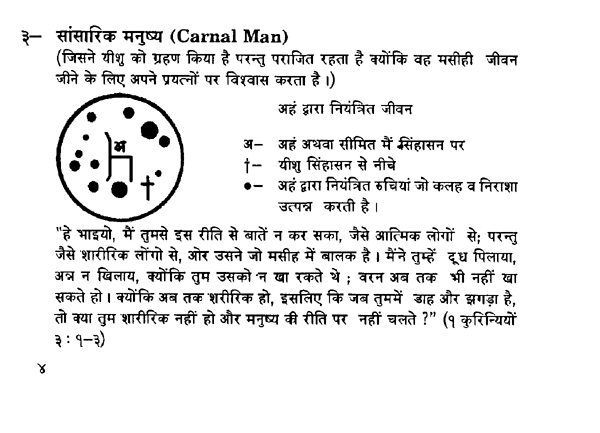 ३– सांसारिक मनुष्य (Carnal Man)
(जिसने यीशु को ग्रहण किया है परन्तु पराजित रहता है क्योंकि वह मसीही जीवन
जीने के लिए अपने प्रयत्नों पर विश्वास करता है।)
अहं द्वारा नियंत्रित जीवन
अ
अ– अहं अथवा सीमित मैं सिंहासन पर
†– यीशु सिंहासन से नीचे
●– अहं द्वारा नियंत्रित रुचियां जो कलह व निराशा
उत्पन्न करती है।
"हे भाइयो, मैं तुमसे इस रीति से बातें न कर सका, जैसे आत्मिक लोगों से; परन्तु
जैसे शारीरिक लोंगो से, ओर उसने जो मसीह में बालक है। मैंने तुम्हें दूध पिलाया,
अन्न न खिलाय, क्योंकि तुम उसको न खा रकते थे; वरन अब तक भी नहीं खा
सकते हो। क्योंकि अब तक शरीरिक हो, इसलिए कि जब तुममें डाह और झगड़ा है,
तो क्या तुम शारीरिक नहीं हो और मनुष्य की रीति पर नहीं चलते?" (१ कुरिन्यियों
३ : १–३)
४